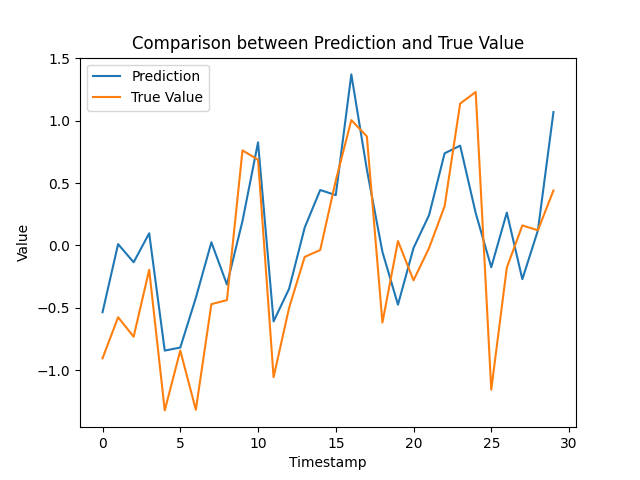 Comparison between Prediction and True Value
Prediction
True Value
1.5
1.0
0.5
0.0
−0.5
−1.0
Value
0 5 10 15 20 25 30
Timestamp